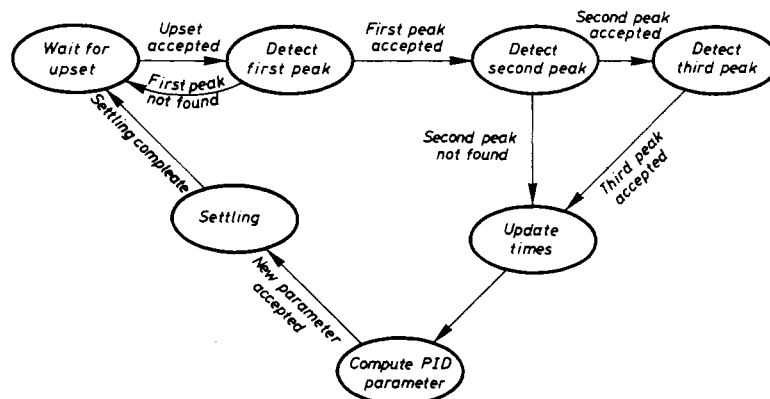 Wait for
upset
Upset
accepted
Detect
first peak
First peak
accepted
Detect
second peak
Second peak
accepted
Detect
third peak
First peak
not found
Settling compleate
Second peak
not found
Third peak
accepted
Settling
Update
times
New parameter
accepted
Compute PID
parameter